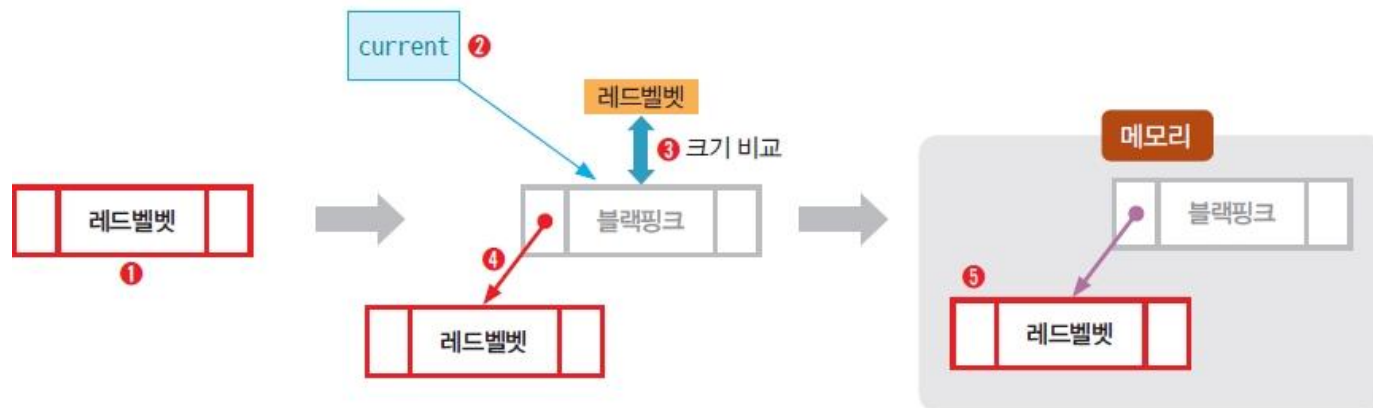 current ❷
레드벨벳
❸ 크기 비교
메모리
레드벨벳
❶
블랙핑크
❹
레드벨벳
블랙핑크
❺
레드벨벳